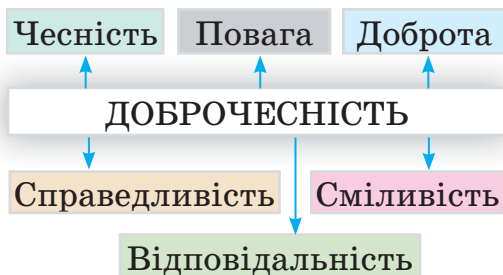 Чесність Повага Доброта
ДОБРОЧЕСНІСТЬ
Справедливість Сміливість
Відповідальність